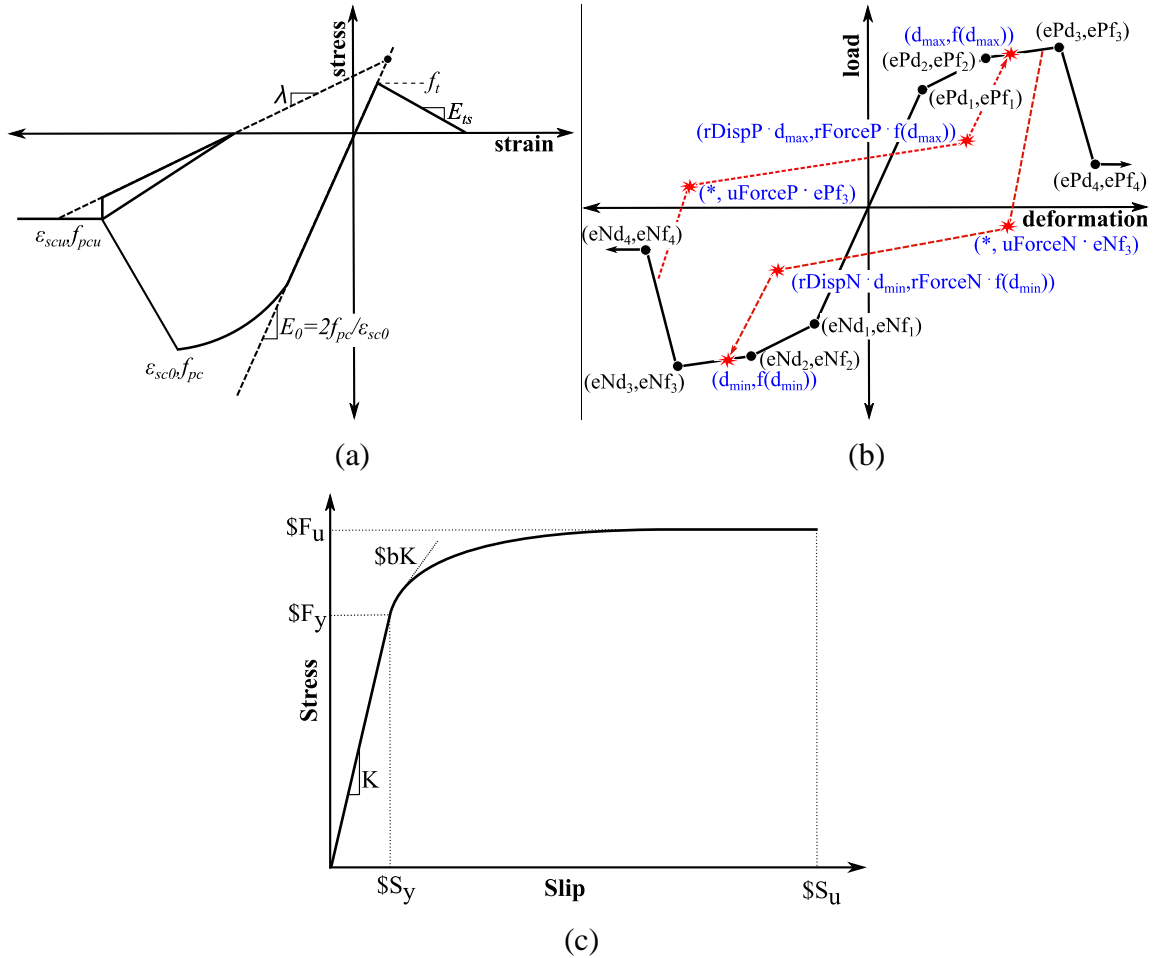 stress
f_t
λ
E_ts
strain
ε_scu, f_pcu
E_0=2f_pc/ε_sc0
ε_sc0, f_pc
(a)
load
(d_max,f(d_max))
(ePd_3,ePf_3)
(ePd_2,ePf_2)
(ePd_1,ePf_1)
(rDispP · d_max,rForceP · f(d_max))
(ePd_4,ePf_4)
(*, uForceP · ePf_3)
deformation
(eNd_4,eNf_4)
(*, uForceN · eNf_3)
(rDispN · d_min,rForceN · f(d_min))
(eNd_1,eNf_1)
(eNd_2,eNf_2)
(eNd_3,eNf_3)
(d_min,f(d_min))
(b)
$F_u
$bK
$F_y
Stress
K
$S_y
Slip
$S_u
(c)